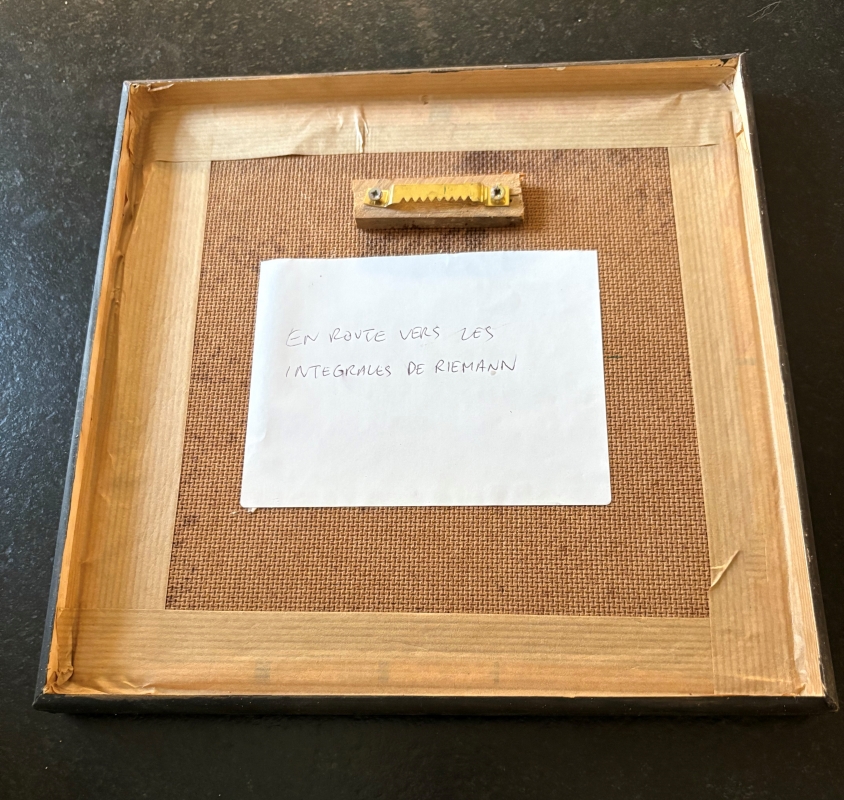 EN ROUTE VERS LES
INTEGRALES DE RIEMANN